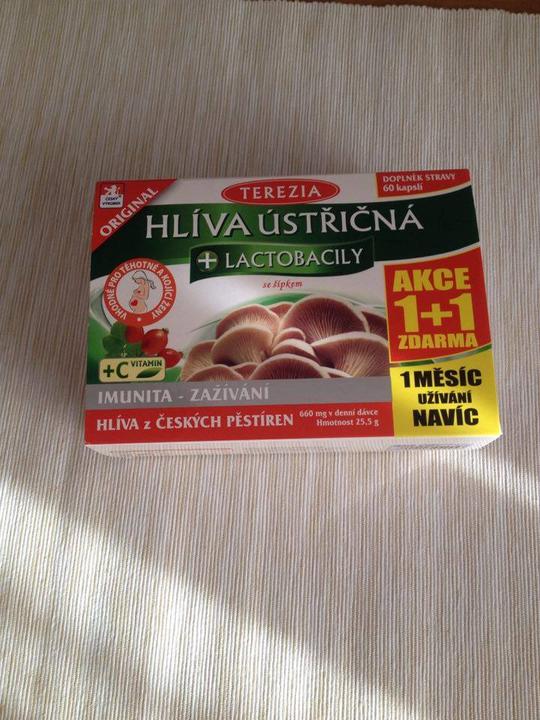 ČESKÝ
VÝROBEK
ORIGINAL
TEREZIA
DOPLNĚK STRAVY
60 kapslí
HLÍVA ÚSTŘIČNÁ
+ LACTOBACILY
se šípkem
VHODNÉ PRO TĚHOTNÉ A KOJÍCÍ ŽENY
AKCE
1+1
ZDARMA
+C VITAMIN
1 MĚSÍC
UŽÍVÁNÍ
NAVÍC
IMUNITA - ZAŽÍVÁNÍ
HLÍVA z ČESKÝCH PĚSTÍREN
660 mg v denní dávce
Hmotnost 25,5 g